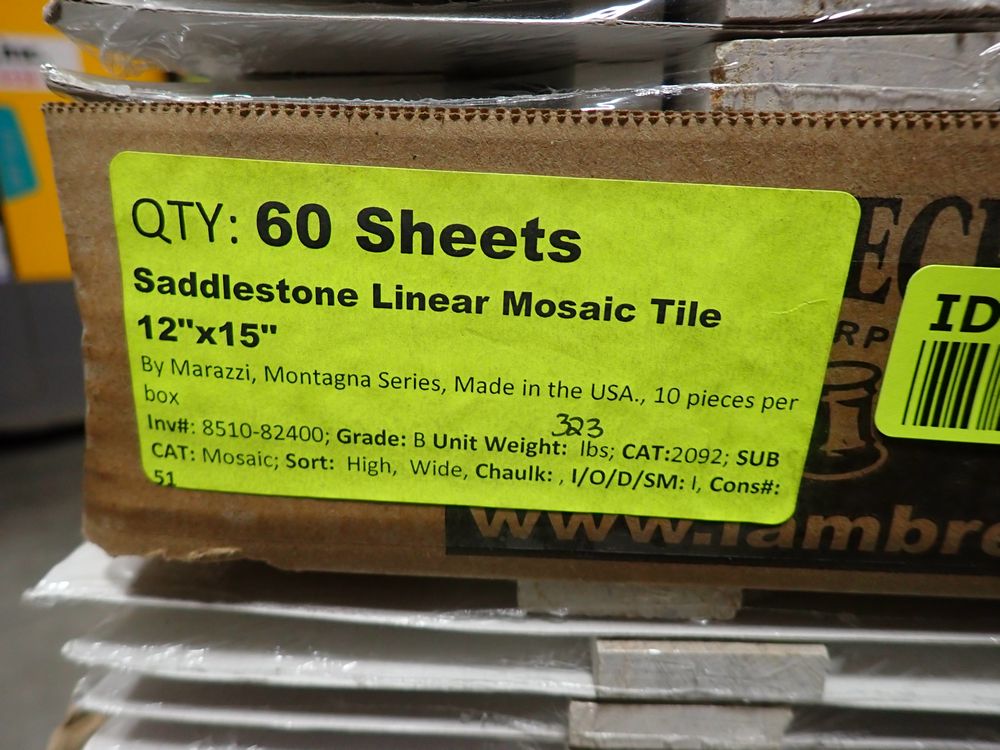 QTY: 60 Sheets
Saddlestone Linear Mosaic Tile
12"x15"
By Marazzi, Montagna Series, Made in the USA., 10 pieces per
box
323
Inv#: 8510-82400; Grade: B Unit Weight: lbs; CAT:2092; SUB
CAT: Mosaic; Sort: High, Wide, Chaulk: , I/O/D/SM: I, Cons#:
51
ID
www.lambre